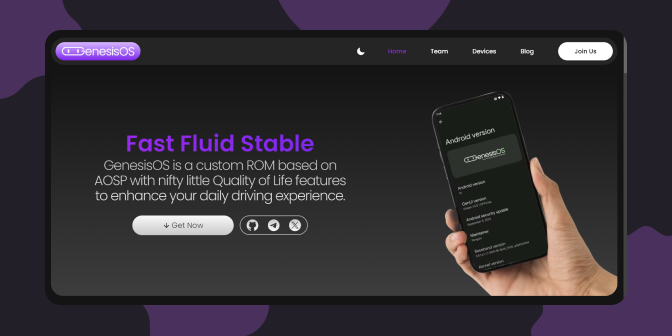 GenesisOS
Home
Team
Devices
Blog
Join Us
Fast Fluid Stable
GenesisOS is a custom ROM based on
AOSP with nifty little Quality of Life features
to enhance your daily driving experience.
Get Now
Android version
GenesisOS
Android version
Android security update
Maintainer
Baseband version
Kernel version